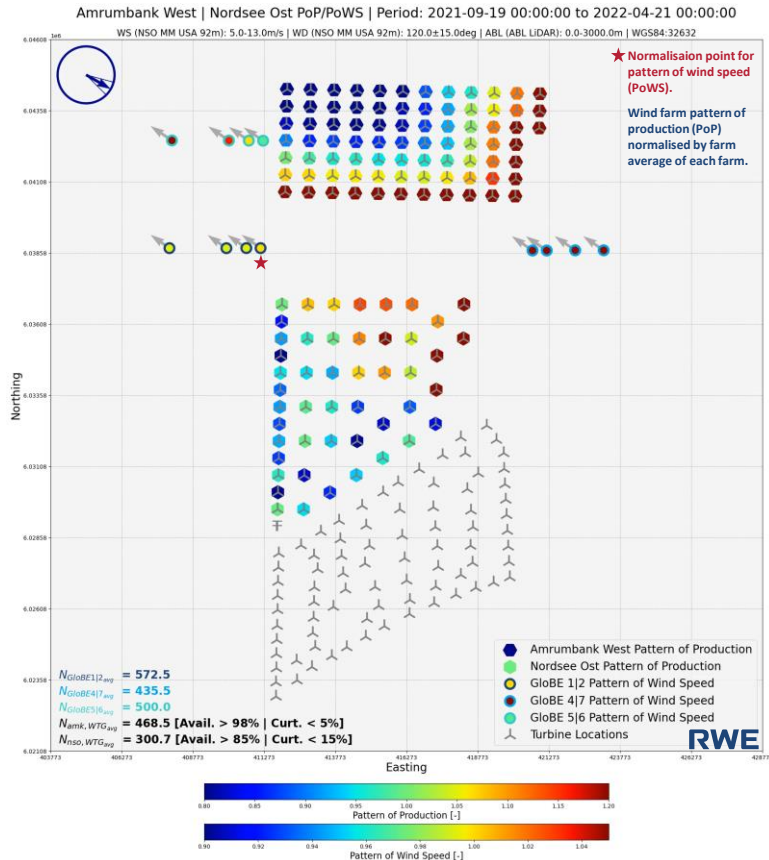 Amrumbank West | Nordsee Ost PoP/PoWS | Period: 2021-09-19 00:00:00 to 2022-04-21 00:00:00
WS (NSO MM USA 92m): 5.0-13.0m/s | WD (NSO MM USA 92m): 120.0±15.0deg | ABL (ABL LiDAR): 0.0-3000.0m | WGS84:32632
1e6
6.04608
6.04358
6.04108
6.03858
6.03608
6.03358
6.03108
6.02858
6.02608
6.02358
6.02108
Northing
Normalisaion point for
pattern of wind speed
(PoWS).
Wind farm pattern of
production (PoP)
normalised by farm
average of each farm.
N GloBE1|2avg = 572.5
N GloBE4|7avg = 435.5
N GloBE5|6avg = 500.0
N amk, WTGavg = 468.5 [Avail. > 98% | Curt. < 5%]
N nso, WTGavg = 300.7 [Avail. > 85% | Curt. < 15%]
Amrumbank West Pattern of Production
Nordsee Ost Pattern of Production
GloBE 1|2 Pattern of Wind Speed
GloBE 4|7 Pattern of Wind Speed
GloBE 5|6 Pattern of Wind Speed
Turbine Locations
RWE
403773 406273 408773 411273 413773 416273 418773 421273 423773 426273 42877
Easting
0.80 0.85 0.90 0.95 1.00 1.05 1.10 1.15 1.20
Pattern of Production [-]
0.90 0.92 0.94 0.96 0.98 1.00 1.02 1.04
Pattern of Wind Speed [-]